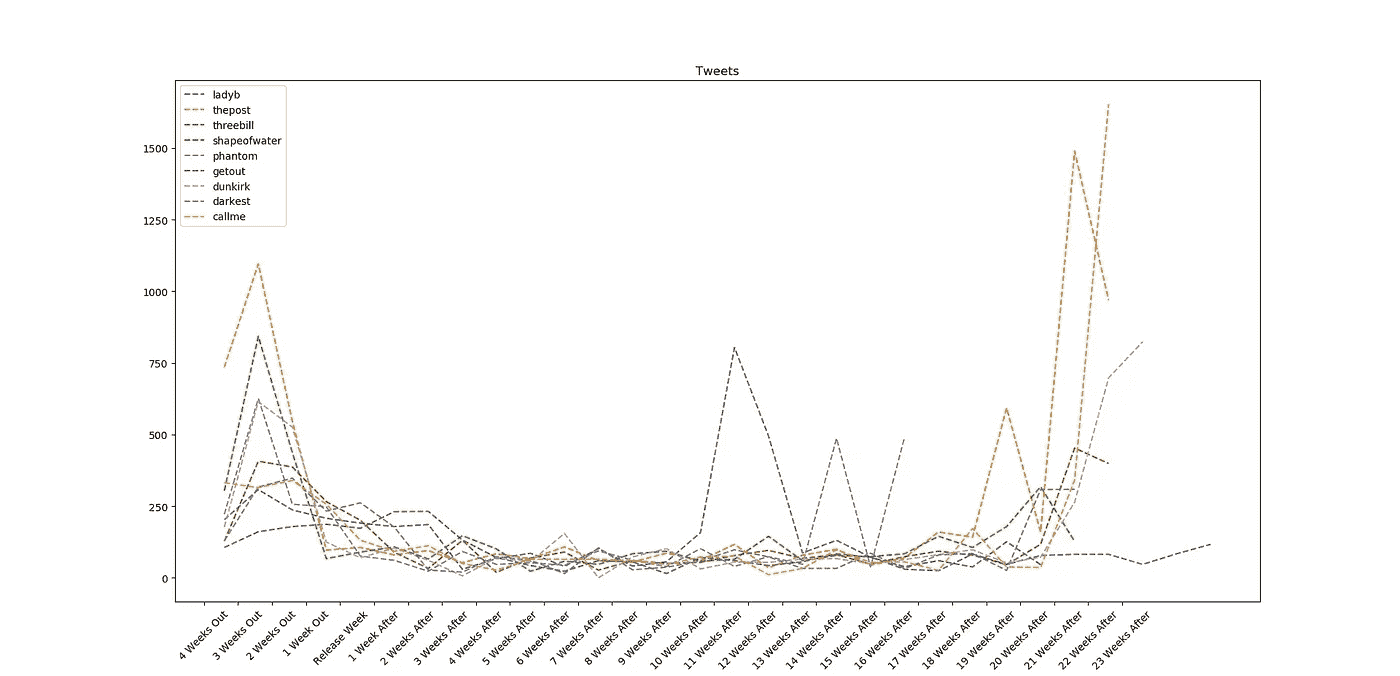 Tweets
ladyb
thepost
threebill
shapeofwater
phantom
getout
dunkirk
darkest
callme
1500
1250
1000
750
500
250
0
4 Weeks Out
3 Weeks Out
2 Weeks Out
1 Week Out
Release Week
1 Week After
2 Weeks After
3 Weeks After
4 Weeks After
5 Weeks After
6 Weeks After
7 Weeks After
8 Weeks After
9 Weeks After
10 Weeks After
11 Weeks After
12 Weeks After
13 Weeks After
14 Weeks After
15 Weeks After
16 Weeks After
17 Weeks After
18 Weeks After
19 Weeks After
20 Weeks After
21 Weeks After
22 Weeks After
23 Weeks After